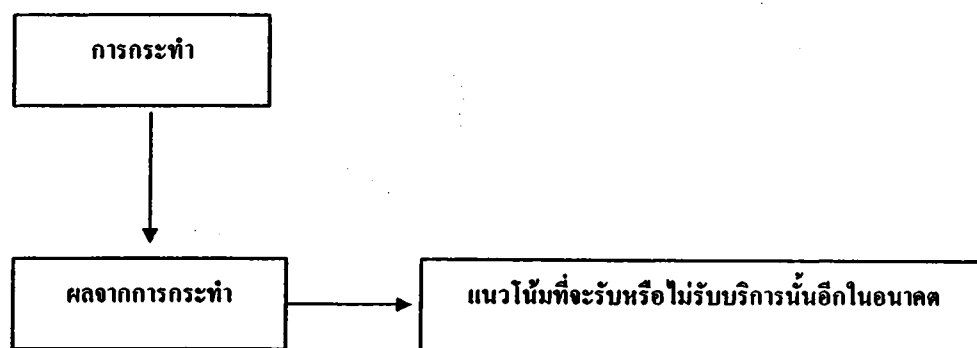 การกระทำ
ผลจากการกระทำ
แนวโน้มที่จะรับหรือไม่รับบริการนั้นอีกในอนาคต